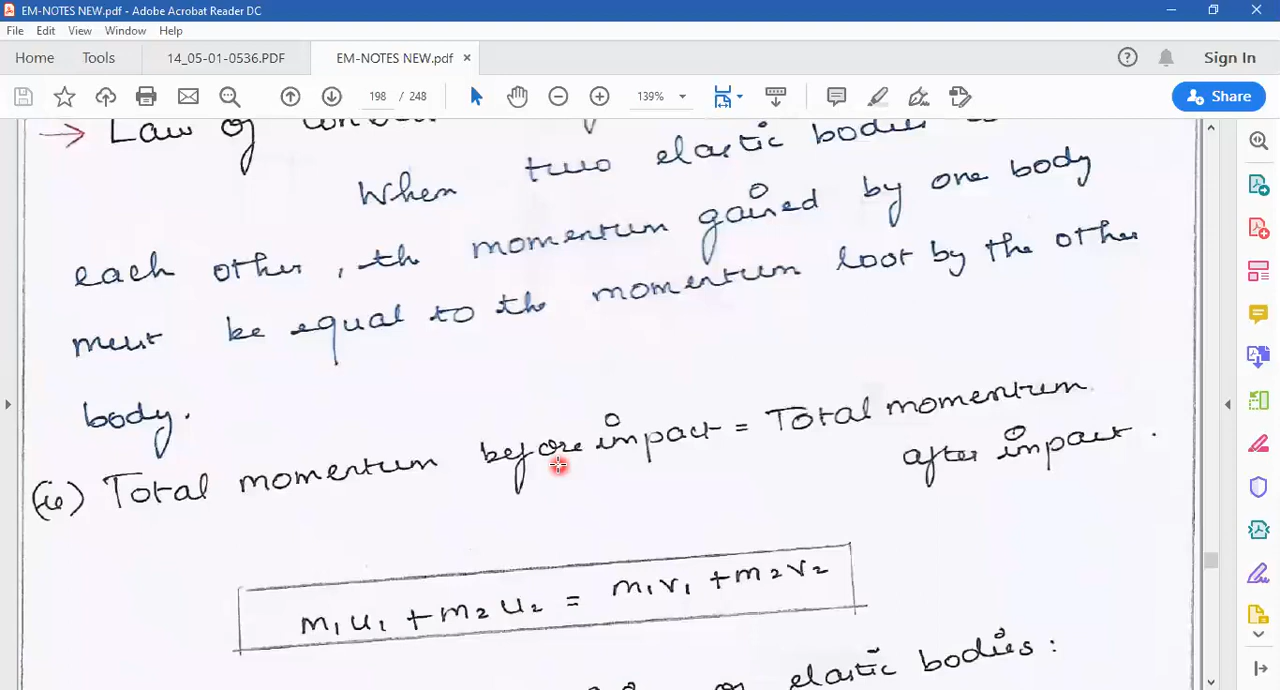 EM-NOTES NEW.pdf - Adobe Acrobat Reader DC
File Edit View Window Help
Home Tools 14_05-01-0536.PDF EM-NOTES NEW.pdf × Sign In
198 / 248 139% Share
→ Law of
When two elastic bodies
each other, the momentum gained by one body
must be equal to the momentum lost by the other
body.
(ie) Total momentum before impact = Total momentum
after impact.
m1u1 + m2u2 = m1v1 + m2v2
elastic bodies: